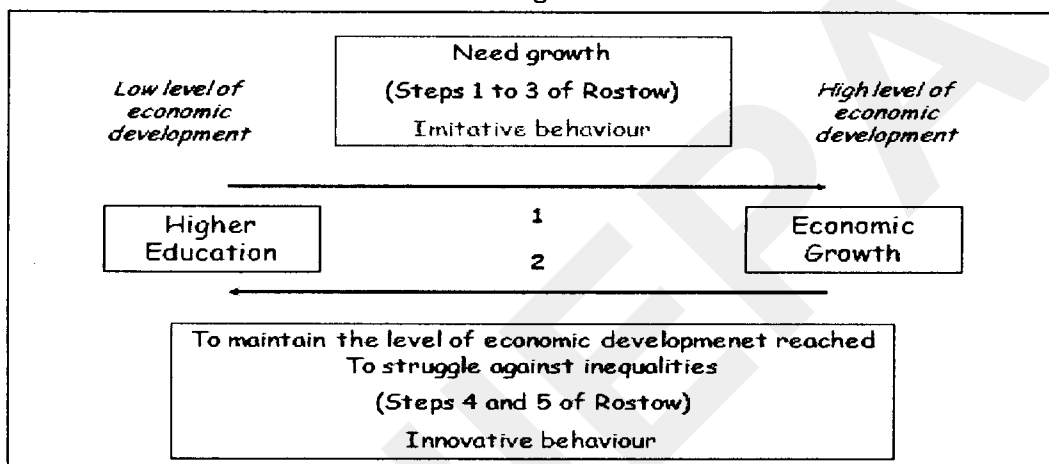 Need growth
(Steps 1 to 3 of Rostow)
Imitative behaviour
Low level of
economic
development
High level of
economic
development
Higher
Education
1
2
Economic
Growth
To maintain the level of economic developmenet reached
To struggle against inequalities
(Steps 4 and 5 of Rostow)
Innovative behaviour